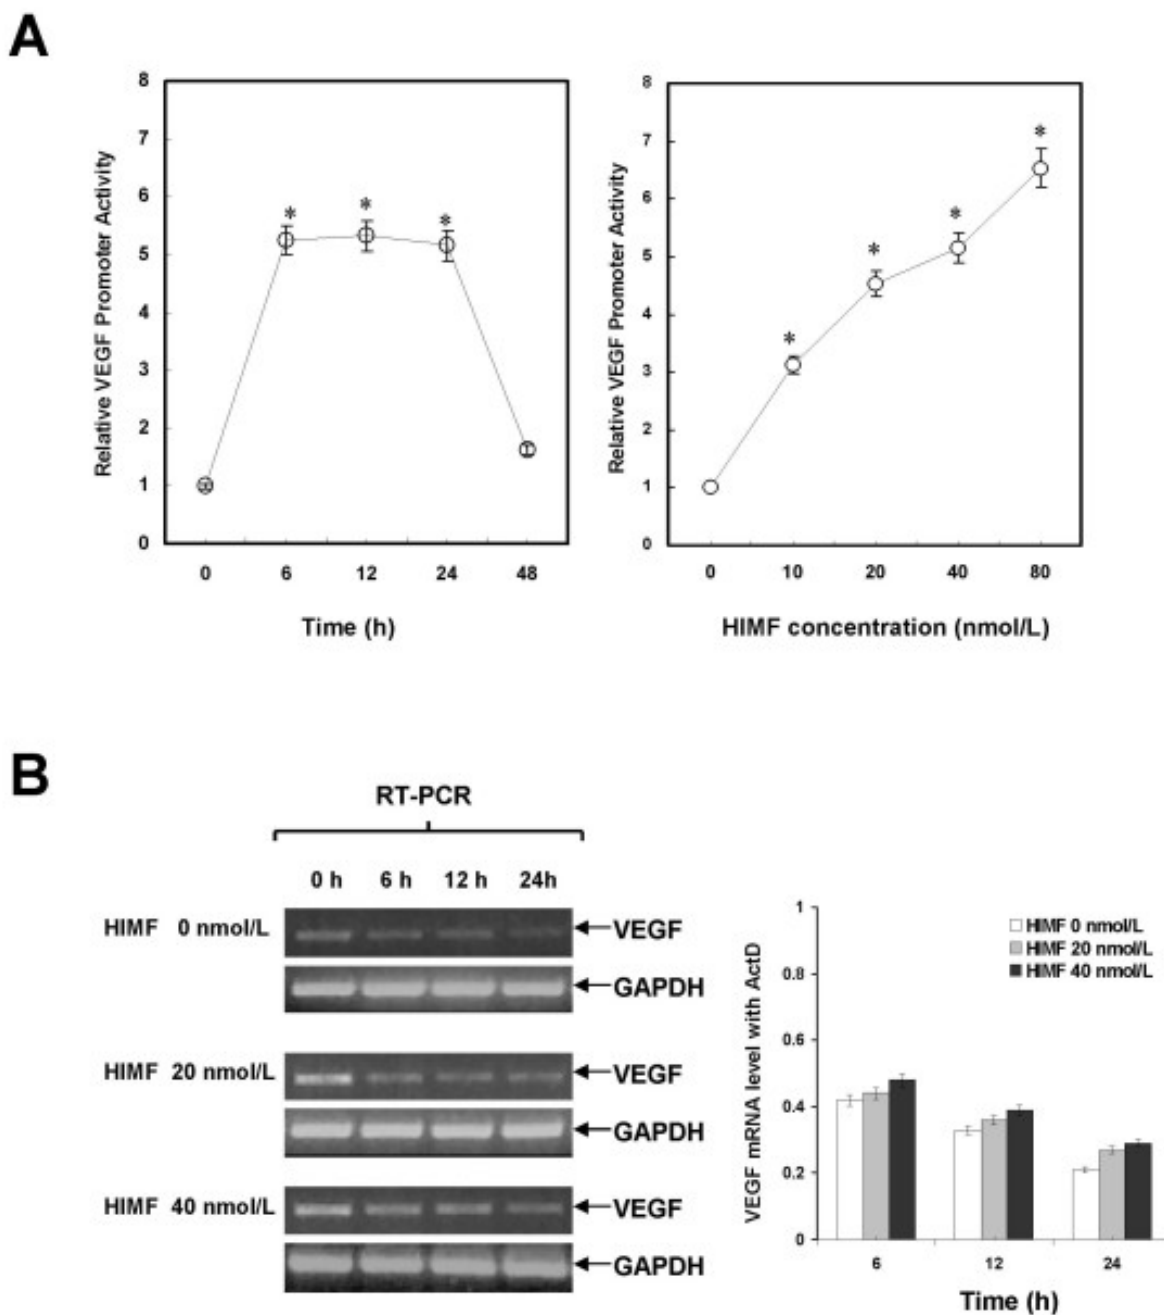 A
Relative VEGF Promoter Activity
8
7
6
5
4
3
2
1
0
* * *
0 6 12 24 48
Time (h)
Relative VEGF Promoter Activity
8
7
6
5
4
3
2
1
0
* * * *
0 10 20 40 80
HIMF concentration (nmol/L)
B
RT-PCR
0 h 6 h 12 h 24h
HIMF 0 nmol/L VEGF
GAPDH
HIMF 20 nmol/L VEGF
GAPDH
HIMF 40 nmol/L VEGF
GAPDH
VEGF mRNA level with ActD
1
0.8
0.6
0.4
0.2
0
HIMF 0 nmol/L
HIMF 20 nmol/L
HIMF 40 nmol/L
6 12 24
Time (h)